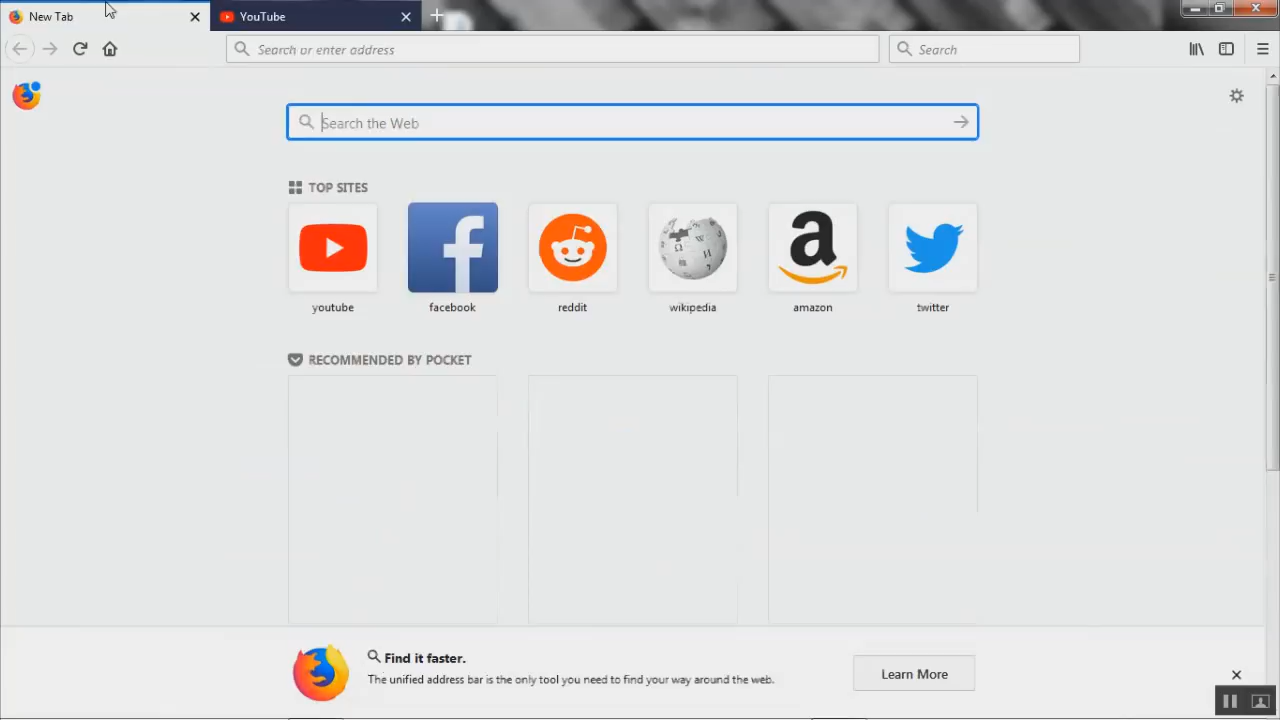 New Tab
YouTube
Search or enter address
Search
Search the Web
TOP SITES
youtube
facebook
reddit
wikipedia
amazon
twitter
RECOMMENDED BY POCKET
Find it faster.
The unified address bar is the only tool you need to find your way around the web.
Learn More